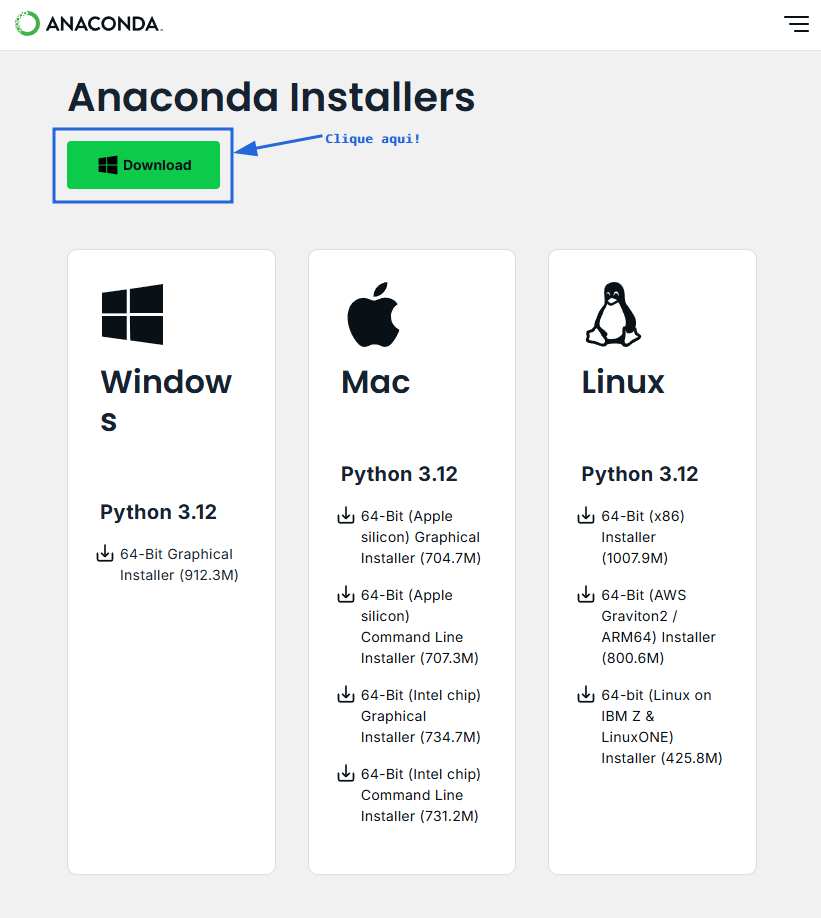 ANACONDA.
Anaconda Installers
Clique aqui!
Download
Window
s
Python 3.12
64-Bit Graphical
Installer (912.3M)
Mac
Python 3.12
64-Bit (Apple
silicon) Graphical
Installer (704.7M)
64-Bit (Apple
silicon)
Command Line
Installer (707.3M)
64-Bit (Intel chip)
Graphical
Installer (734.7M)
64-Bit (Intel chip)
Command Line
Installer (731.2M)
Linux
Python 3.12
64-Bit (x86)
Installer
(1007.9M)
64-Bit (AWS
Graviton2 /
ARM64) Installer
(800.6M)
64-bit (Linux on
IBM Z &
LinuxONE)
Installer (425.8M)